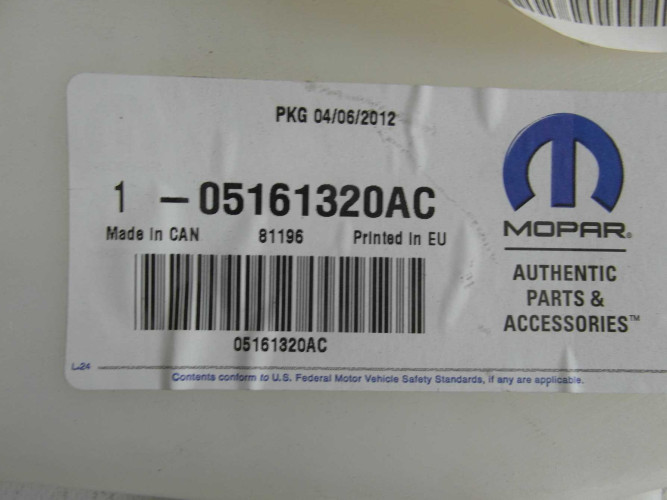 PKG 04/06/2012
1 -05161320AC
Made In CAN 81196 Printed In EU
05161320AC
MOPAR®
AUTHENTIC
PARTS &
ACCESSORIES™
L-24
Contents conform to U.S. Federal Motor Vehicle Safety Standards, if any are applicable.